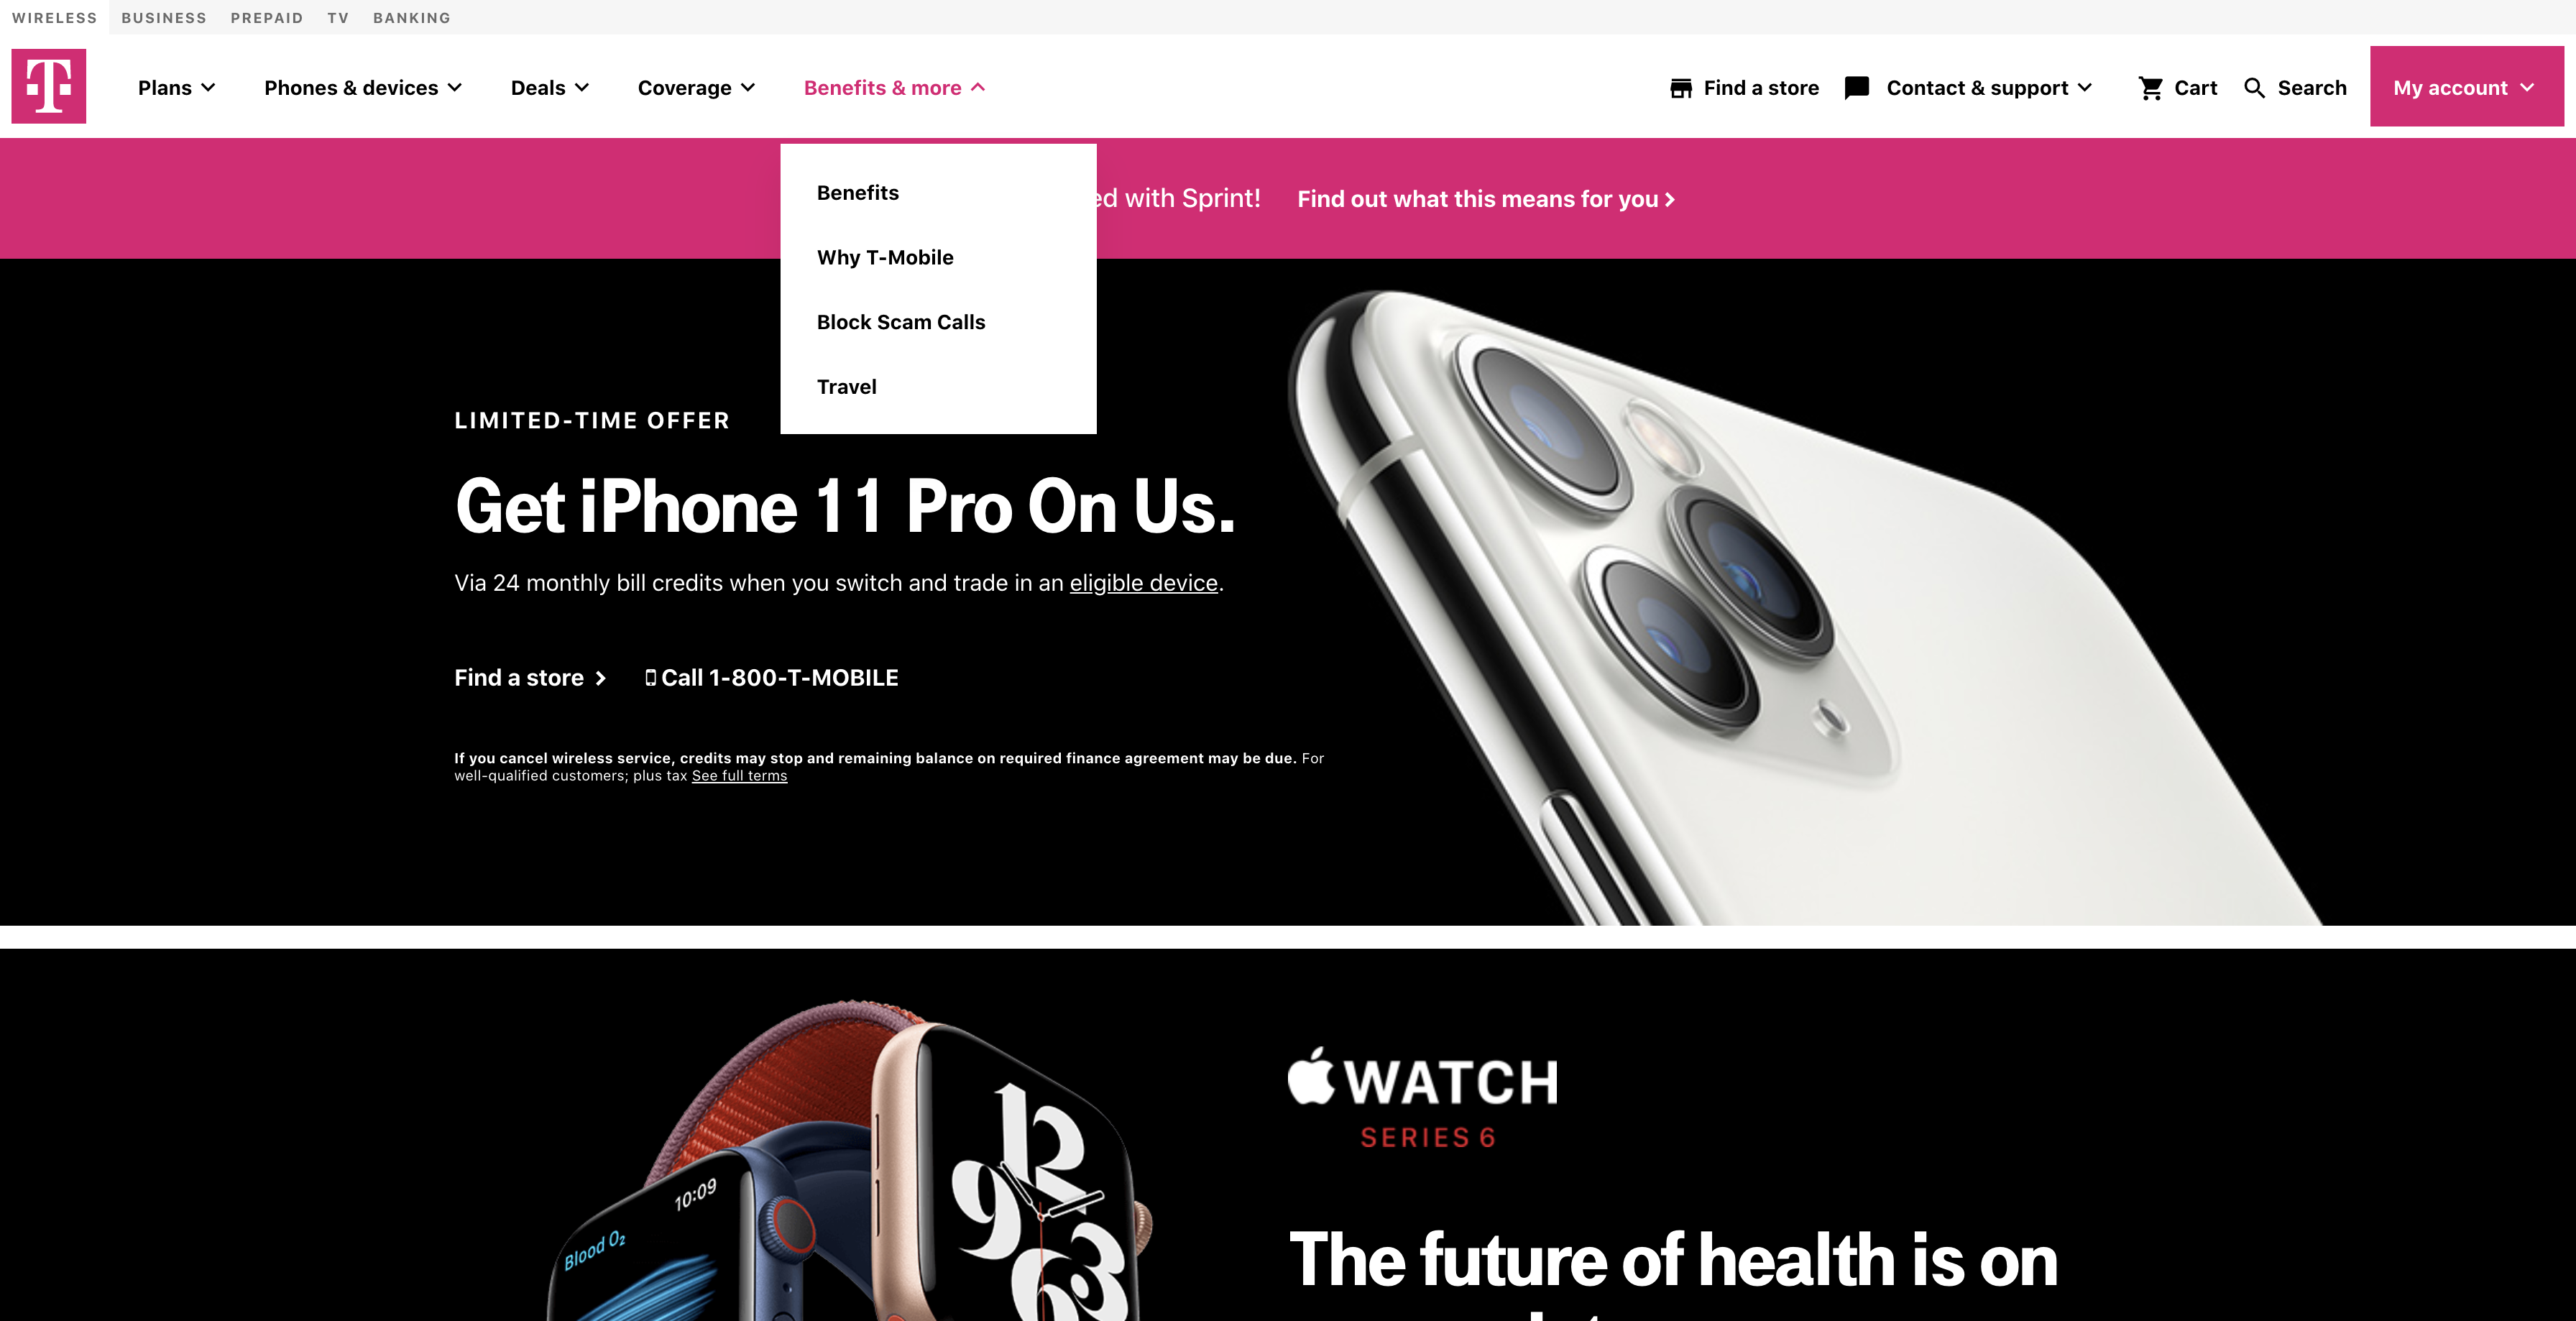 WIRELESS BUSINESS PREPAID TV BANKING
T Plans Phones & devices Deals Coverage Benefits & more Find a store Contact & support Cart Search My account
with Sprint! Find out what this means for you
Benefits
Why T-Mobile
Block Scam Calls
Travel
LIMITED-TIME OFFER
Get iPhone 11 Pro On Us.
Via 24 monthly bill credits when you switch and trade in an eligible device.
Find a store Call 1-800-T-MOBILE
If you cancel wireless service, credits may stop and remaining balance on required finance agreement may be due. For
well-qualified customers; plus tax See full terms
WATCH
SERIES 6
10:09
Blood O₂
12
9
3
6
The future of health is on